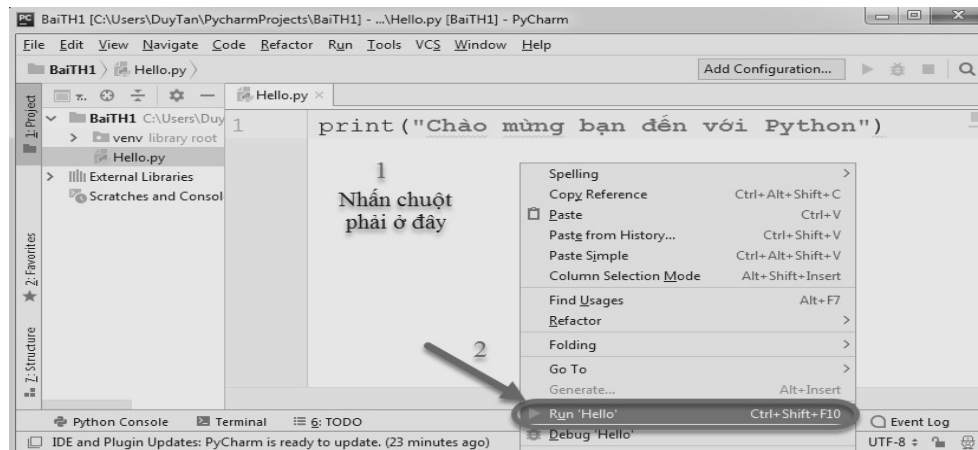 PC BaiTH1 [C:\Users\DuyTan\PycharmProjects\BaiTH1] - ...\Hello.py [BaiTH1] - PyCharm
File Edit View Navigate Code Refactor Run Tools VCS Window Help
BaiTH1 Hello.py Add Configuration...
1: Project
Hello.py
BaiTH1 C:\Users\Duy
venv library root
Hello.py
External Libraries
Scratches and Consol
1 print("Chào mừng bạn đến với Python")
1
Nhấn chuột
phải ở đây
2
Spelling
Copy Reference Ctrl+Alt+Shift+C
Paste Ctrl+V
Paste from History... Ctrl+Shift+V
Paste Simple Ctrl+Alt+Shift+V
Column Selection Mode Alt+Shift+Insert
Find Usages Alt+F7
Refactor
Folding
Go To
Generate... Alt+Insert
Run 'Hello' Ctrl+Shift+F10
Debug 'Hello'
2: Favorites
7: Structure
Python Console Terminal 6: TODO Event Log
IDE and Plugin Updates: PyCharm is ready to update. (23 minutes ago) UTF-8